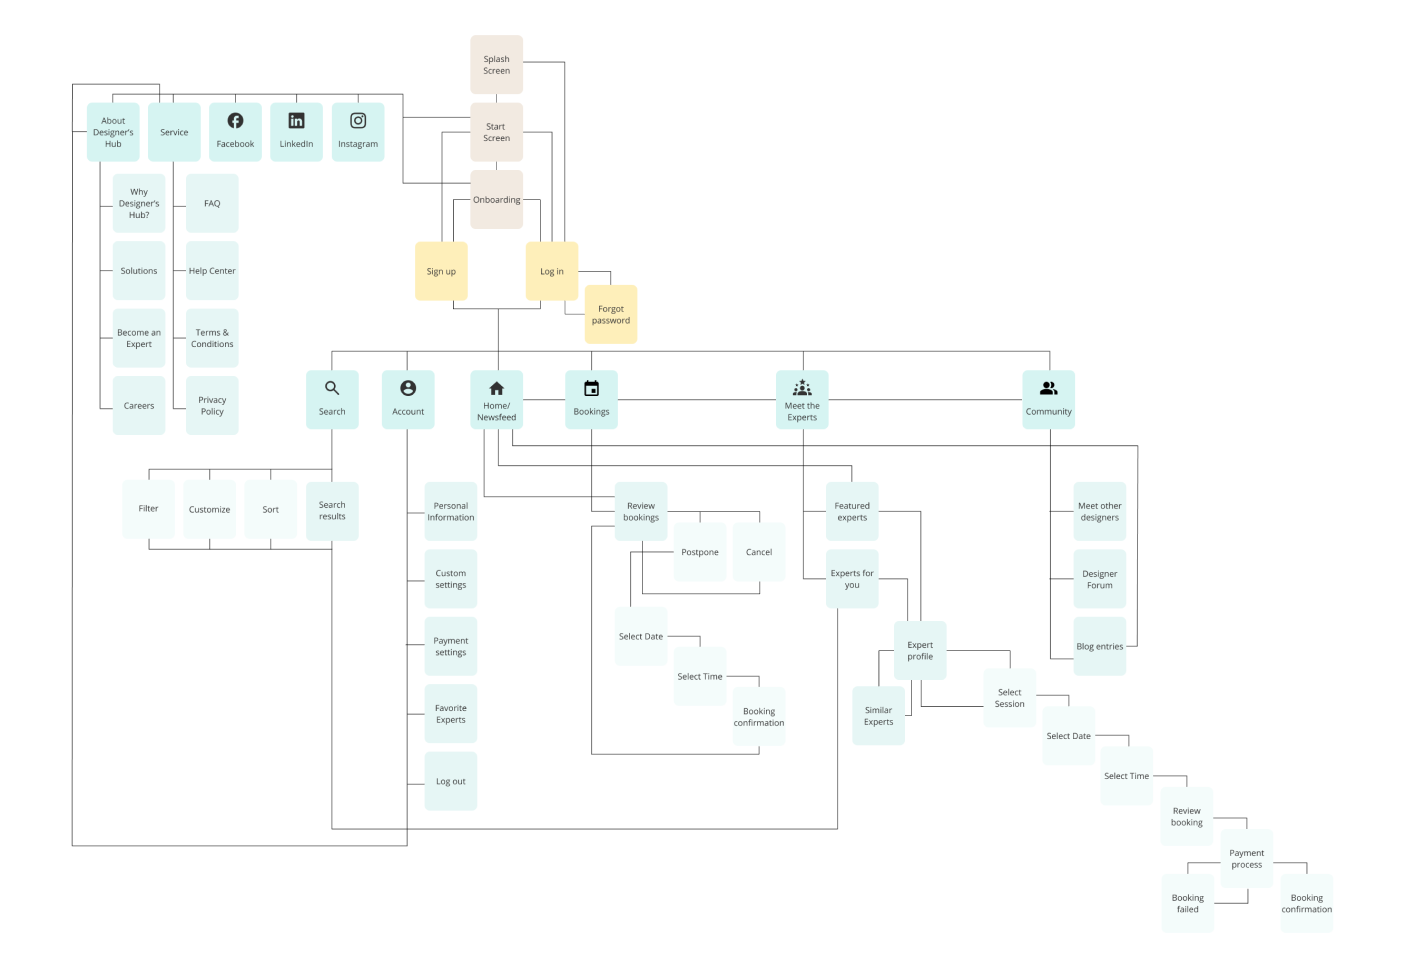 Splash
Screen
About
Designer's
Hub
Service
Facebook
LinkedIn
Instagram
Start
Screen
Onboarding
Why
Designer's
Hub?
FAQ
Solutions
Help Center
Sign up
Log in
Forgot
password
Become an
Expert
Terms &
Conditions
Careers
Privacy
Policy
Search
Account
Home/
Newsfeed
Bookings
Meet the
Experts
Community
Filter
Customize
Sort
Search
results
Personal
Information
Review
bookings
Featured
experts
Meet other
designers
Postpone
Cancel
Custom
settings
Experts for
you
Designer
Forum
Payment
settings
Select Date
Expert
profile
Blog entries
Select Time
Favorite
Experts
Booking
confirmation
Similar
Experts
Select
Session
Select Date
Log out
Select Time
Review
booking
Payment
process
Booking
failed
Booking
confirmation